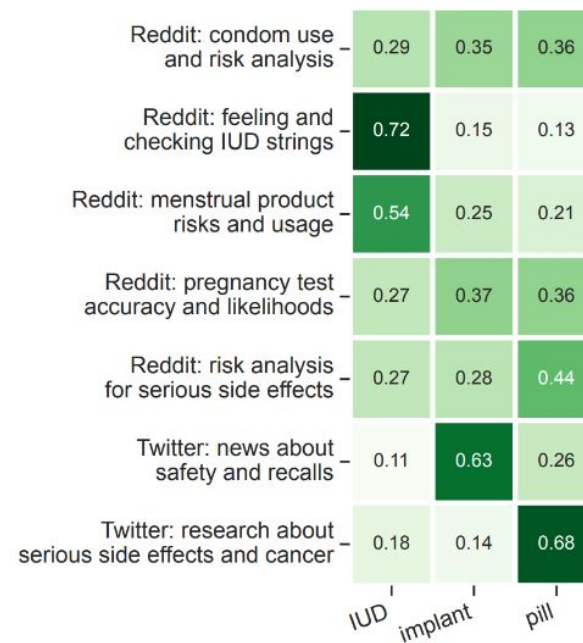 Reddit: condom use
and risk analysis
0.29 0.35 0.36
Reddit: feeling and
checking IUD strings
0.72 0.15 0.13
Reddit: menstrual product
risks and usage
0.54 0.25 0.21
Reddit: pregnancy test
accuracy and likelihoods
0.27 0.37 0.36
Reddit: risk analysis
for serious side effects
0.27 0.28 0.44
Twitter: news about
safety and recalls
0.11 0.63 0.26
Twitter: research about
serious side effects and cancer
0.18 0.14 0.68
IUD implant pill